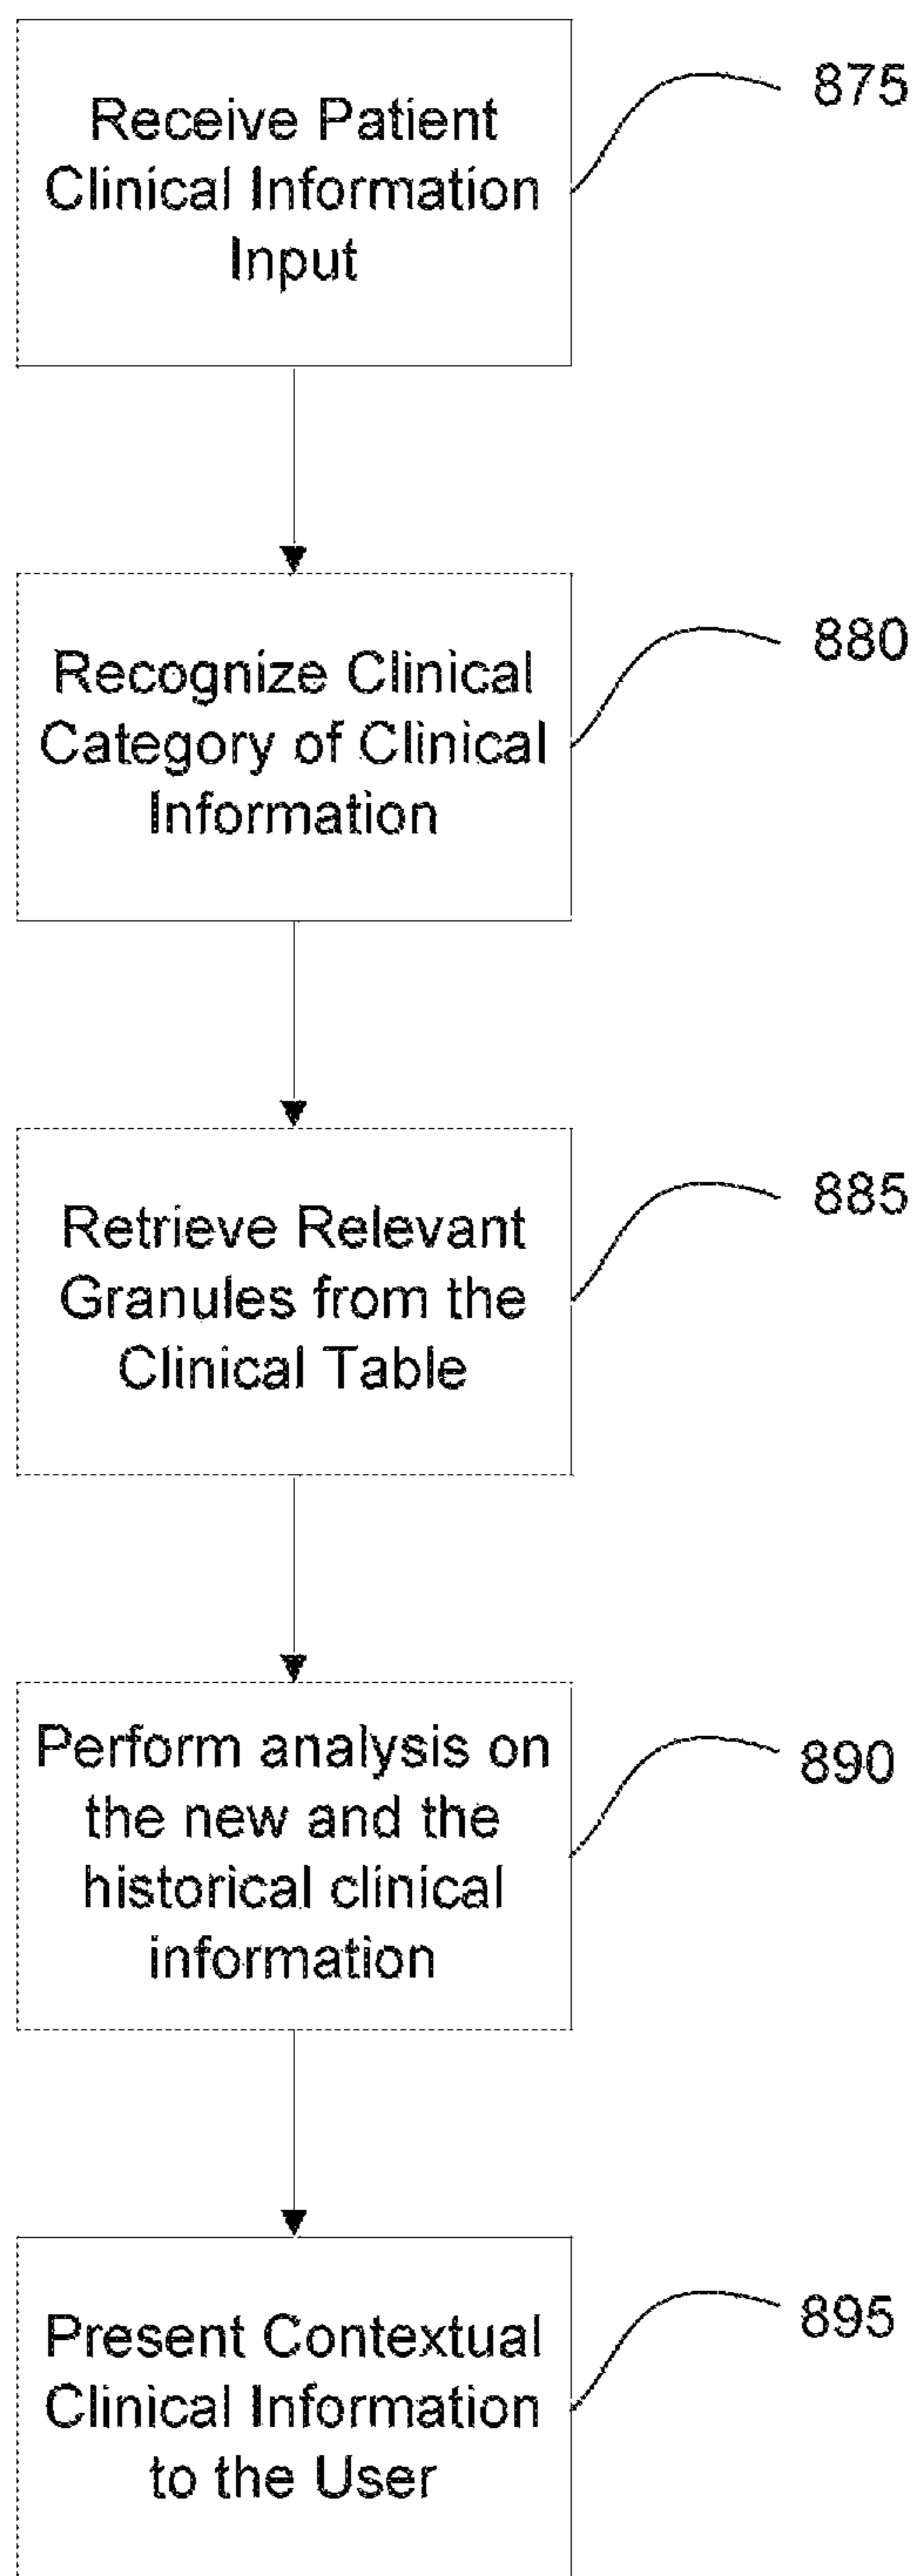 Receive Patient
Clinical Information
Input
875
Recognize Clinical
Category of Clinical
Information
880
Retrieve Relevant
Granules from the
Clinical Table
885
Perform analysis on
the new and the
historical clinical
information
890
Present Contextual
Clinical Information
to the User
895